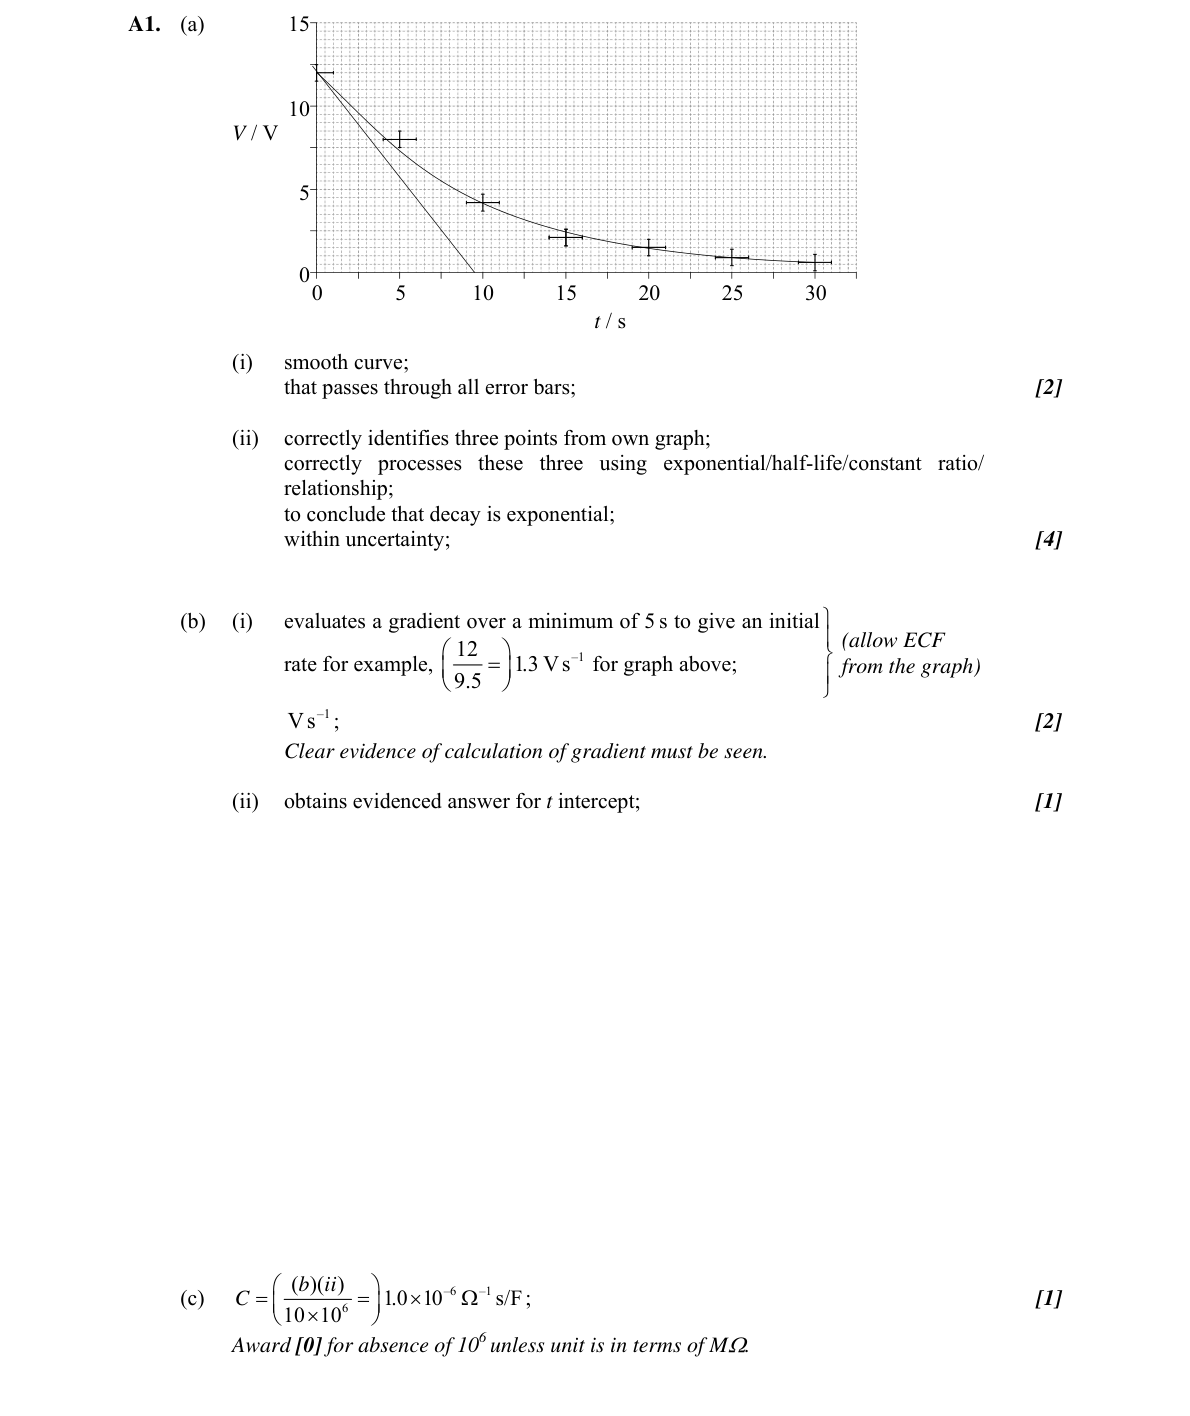 A1. (a)
15
10
V / V
5
0
0 5 10 15 20 25 30
t / s
(i) smooth curve;
that passes through all error bars; [2]
(ii) correctly identifies three points from own graph;
correctly processes these three using exponential/half-life/constant ratio/
relationship;
to conclude that decay is exponential;
within uncertainty; [4]
(b) (i) evaluates a gradient over a minimum of 5 s to give an initial
rate for example, (12/9.5 =) 1.3 V s⁻¹ for graph above;
(allow ECF
from the graph)
V s⁻¹; [2]
Clear evidence of calculation of gradient must be seen.
(ii) obtains evidenced answer for t intercept; [1]
(c) C = ((b)(ii)/10×10⁶ =) 1.0×10⁻⁶ Ω⁻¹ s/F; [1]
Award [0] for absence of 10⁶ unless unit is in terms of MΩ.